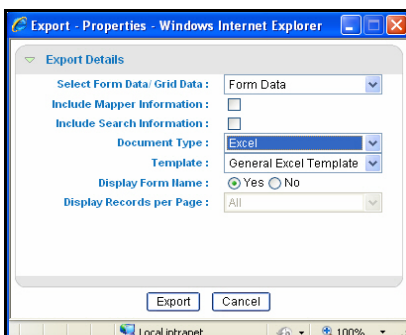 Export - Properties - Windows Internet Explorer
Export Details
Select Form Data/ Grid Data : Form Data
Include Mapper Information :
Include Search Information :
Document Type : Excel
Template : General Excel Template
Display Form Name : Yes No
Display Records per Page : All
Export Cancel
Local intranet 100%